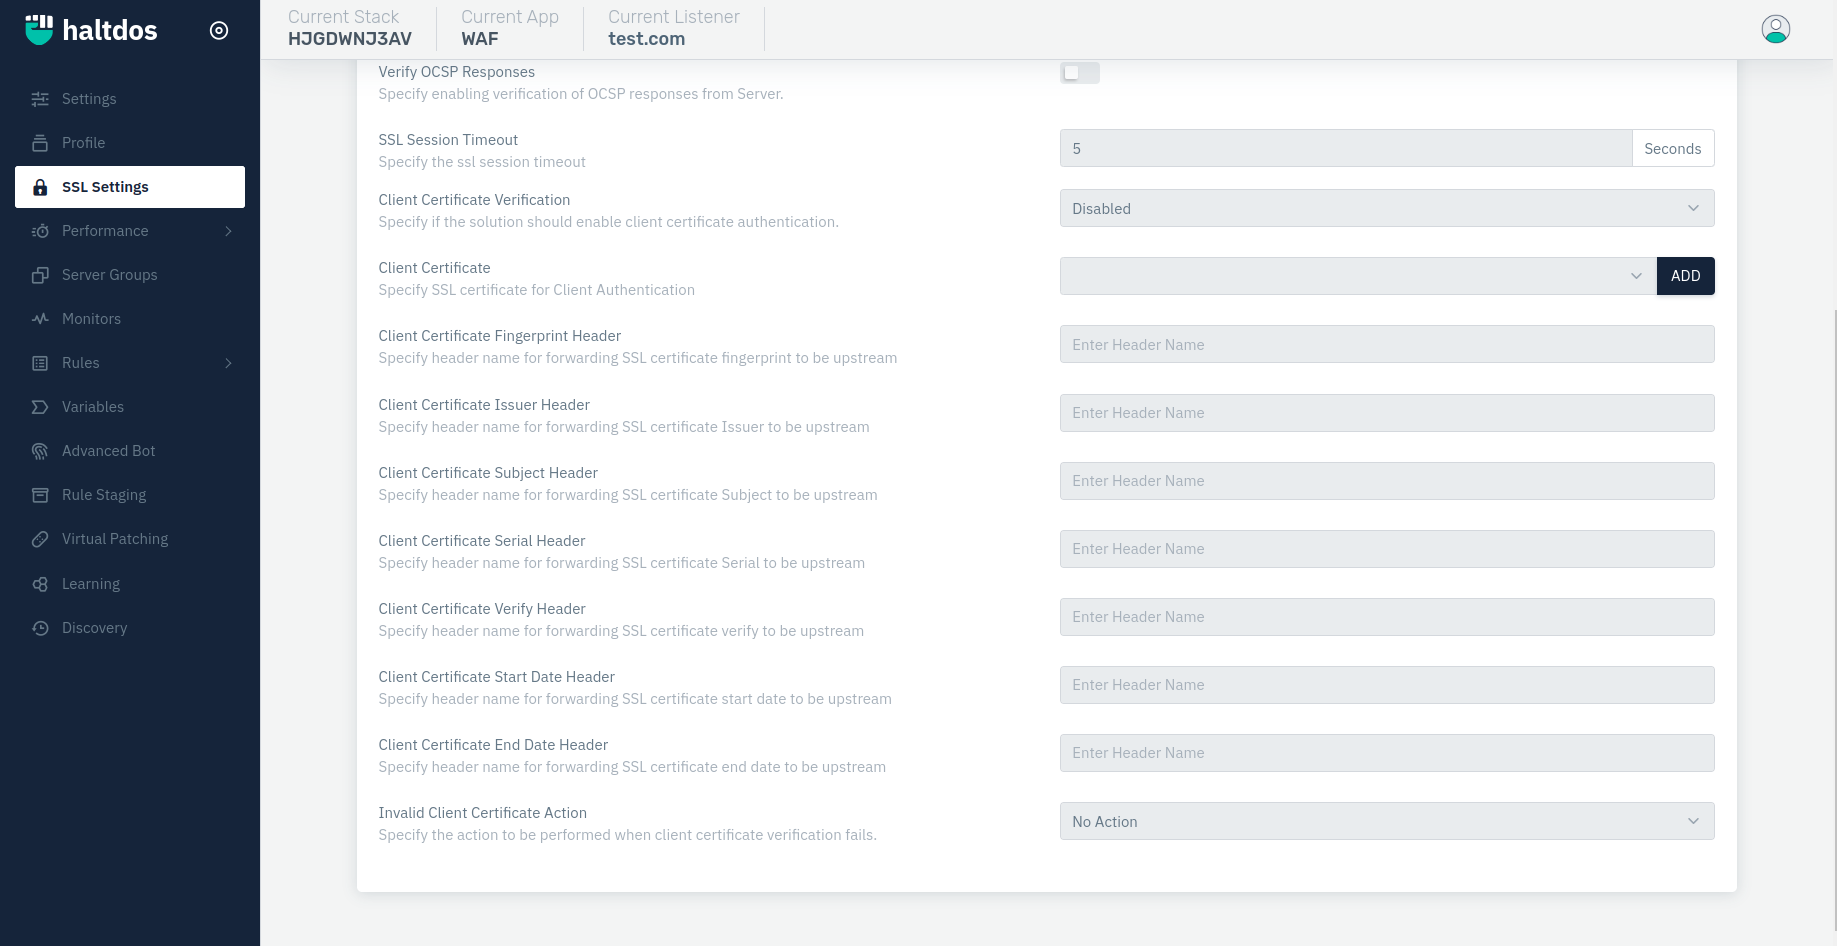 haltdos
Current Stack
HJGDWNJ3AV
Current App
WAF
Current Listener
test.com
Settings
Profile
SSL Settings
Performance
Server Groups
Monitors
Rules
Variables
Advanced Bot
Rule Staging
Virtual Patching
Learning
Discovery
Verify OCSP Responses
Specify enabling verification of OCSP responses from Server.
SSL Session Timeout
Specify the ssl session timeout
5 Seconds
Client Certificate Verification
Specify if the solution should enable client certificate authentication.
Disabled
Client Certificate
Specify SSL certificate for Client Authentication
ADD
Client Certificate Fingerprint Header
Specify header name for forwarding SSL certificate fingerprint to be upstream
Enter Header Name
Client Certificate Issuer Header
Specify header name for forwarding SSL certificate Issuer to be upstream
Enter Header Name
Client Certificate Subject Header
Specify header name for forwarding SSL certificate Subject to be upstream
Enter Header Name
Client Certificate Serial Header
Specify header name for forwarding SSL certificate Serial to be upstream
Enter Header Name
Client Certificate Verify Header
Specify header name for forwarding SSL certificate verify to be upstream
Enter Header Name
Client Certificate Start Date Header
Specify header name for forwarding SSL certificate start date to be upstream
Enter Header Name
Client Certificate End Date Header
Specify header name for forwarding SSL certificate end date to be upstream
Enter Header Name
Invalid Client Certificate Action
Specify the action to be performed when client certificate verification fails.
No Action